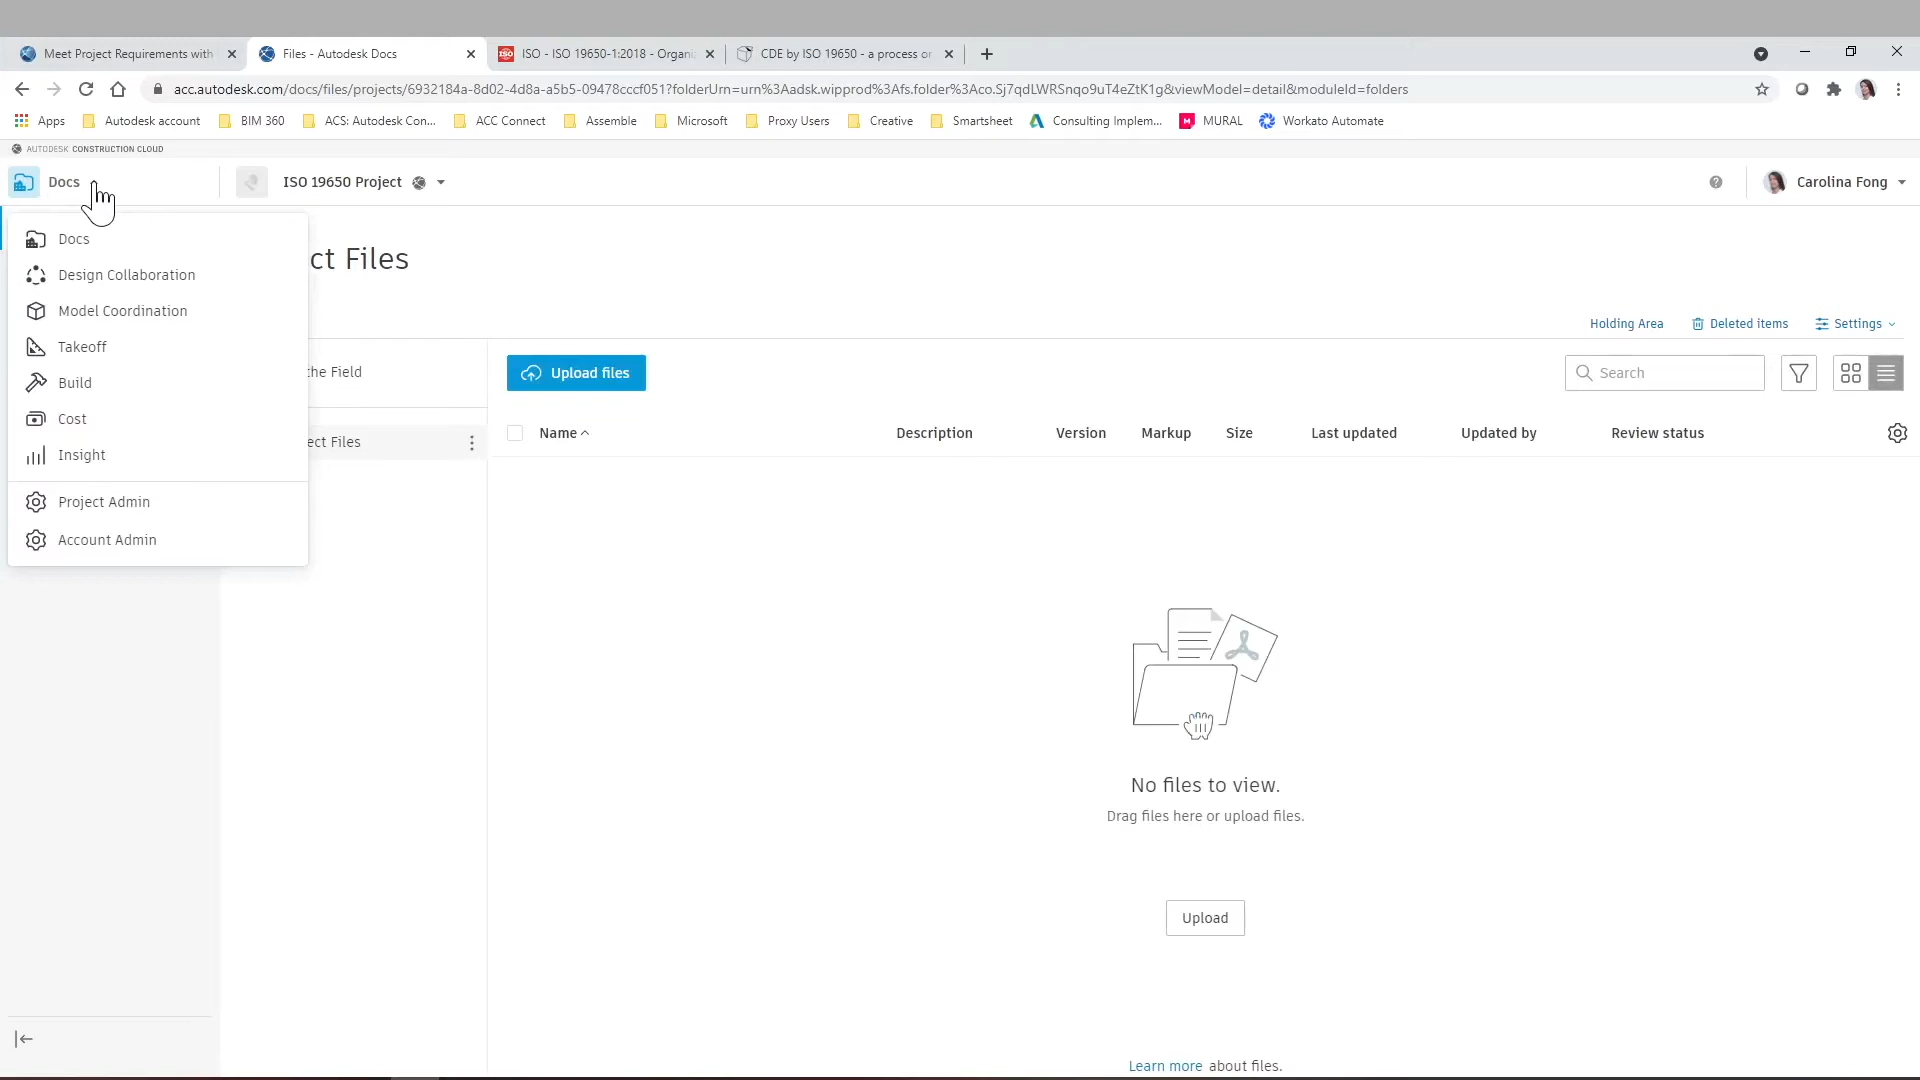 Meet Project Requirements with
Files - Autodesk Docs
ISO - ISO 19650-1:2018 - Organi
CDE by ISO 19650 - a process or
acc.autodesk.com/docs/files/projects/6932184a-8d02-4d8a-a5b5-09478cccf051?folderUrn=urn%3Aadsk.wipprod%3Afs.folder%3Aco.Sj7qdLWRSnqo9uT4eZtK1g&viewModel=detail&moduleId=folders
Apps
Autodesk account
BIM 360
ACS: Autodesk Con...
ACC Connect
Assemble
Microsoft
Proxy Users
Creative
Smartsheet
Consulting Implem...
MURAL
Workato Automate
AUTODESK CONSTRUCTION CLOUD
Docs
ISO 19650 Project
Carolina Fong
Docs
Design Collaboration
Model Coordination
Takeoff
Build
Cost
Insight
Project Admin
Account Admin
ct Files
Holding Area
Deleted items
Settings
the Field
ect Files
Upload files
Search
Name
Description
Version
Markup
Size
Last updated
Updated by
Review status
No files to view.
Drag files here or upload files.
Upload
Learn more about files.